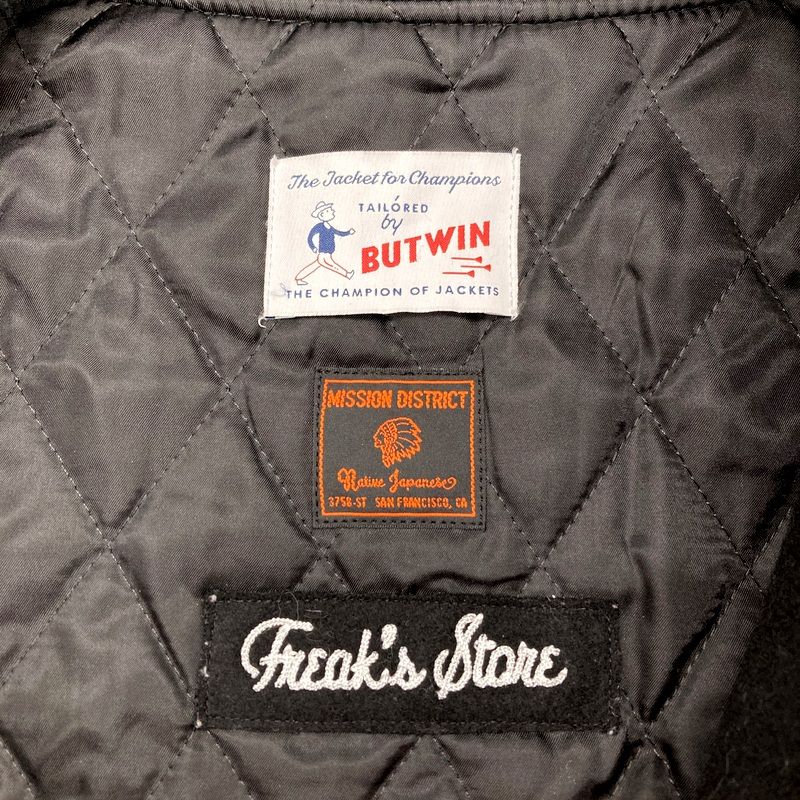 The Jacket for Champions
TAILORED
by
BUTWIN
THE CHAMPION OF JACKETS
MISSION DISTRICT
Native Japanese
375B-ST SAN FRANCISCO, CA
Freak's Store